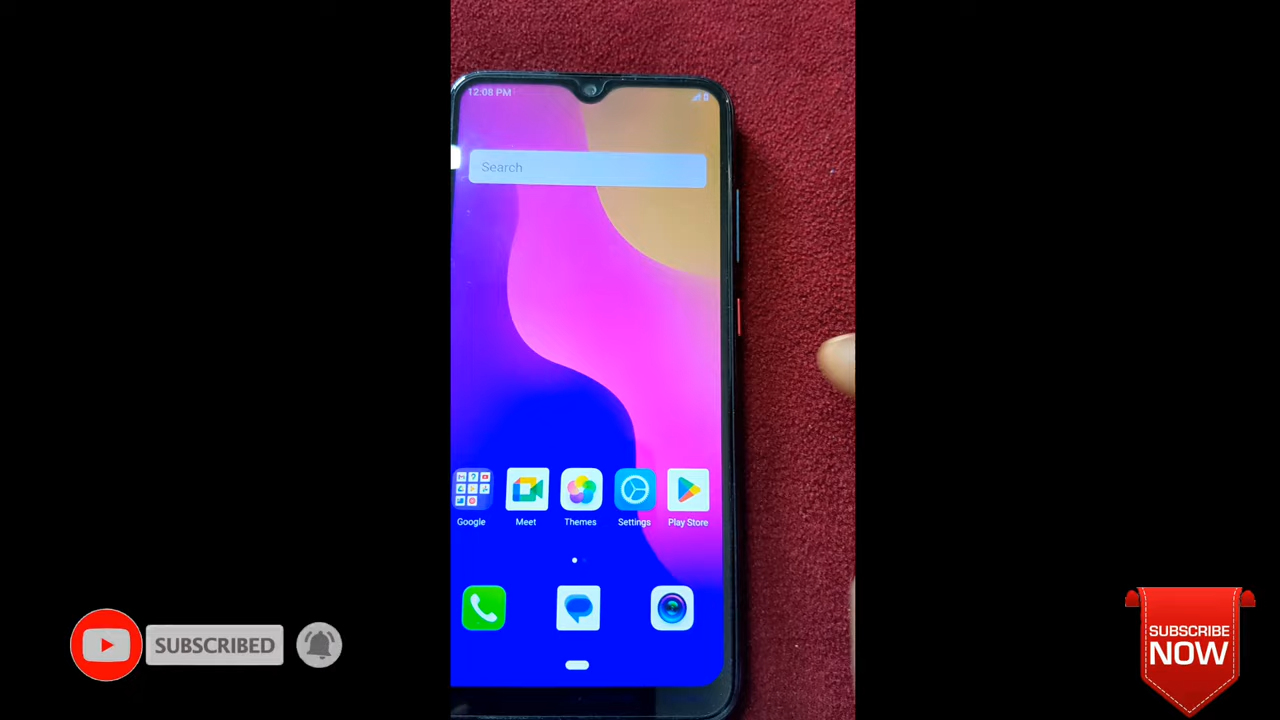 12:08 PM
Search
Google
Meet
Themes
Settings
Play Store
SUBSCRIBED
SUBSCRIBE
NOW